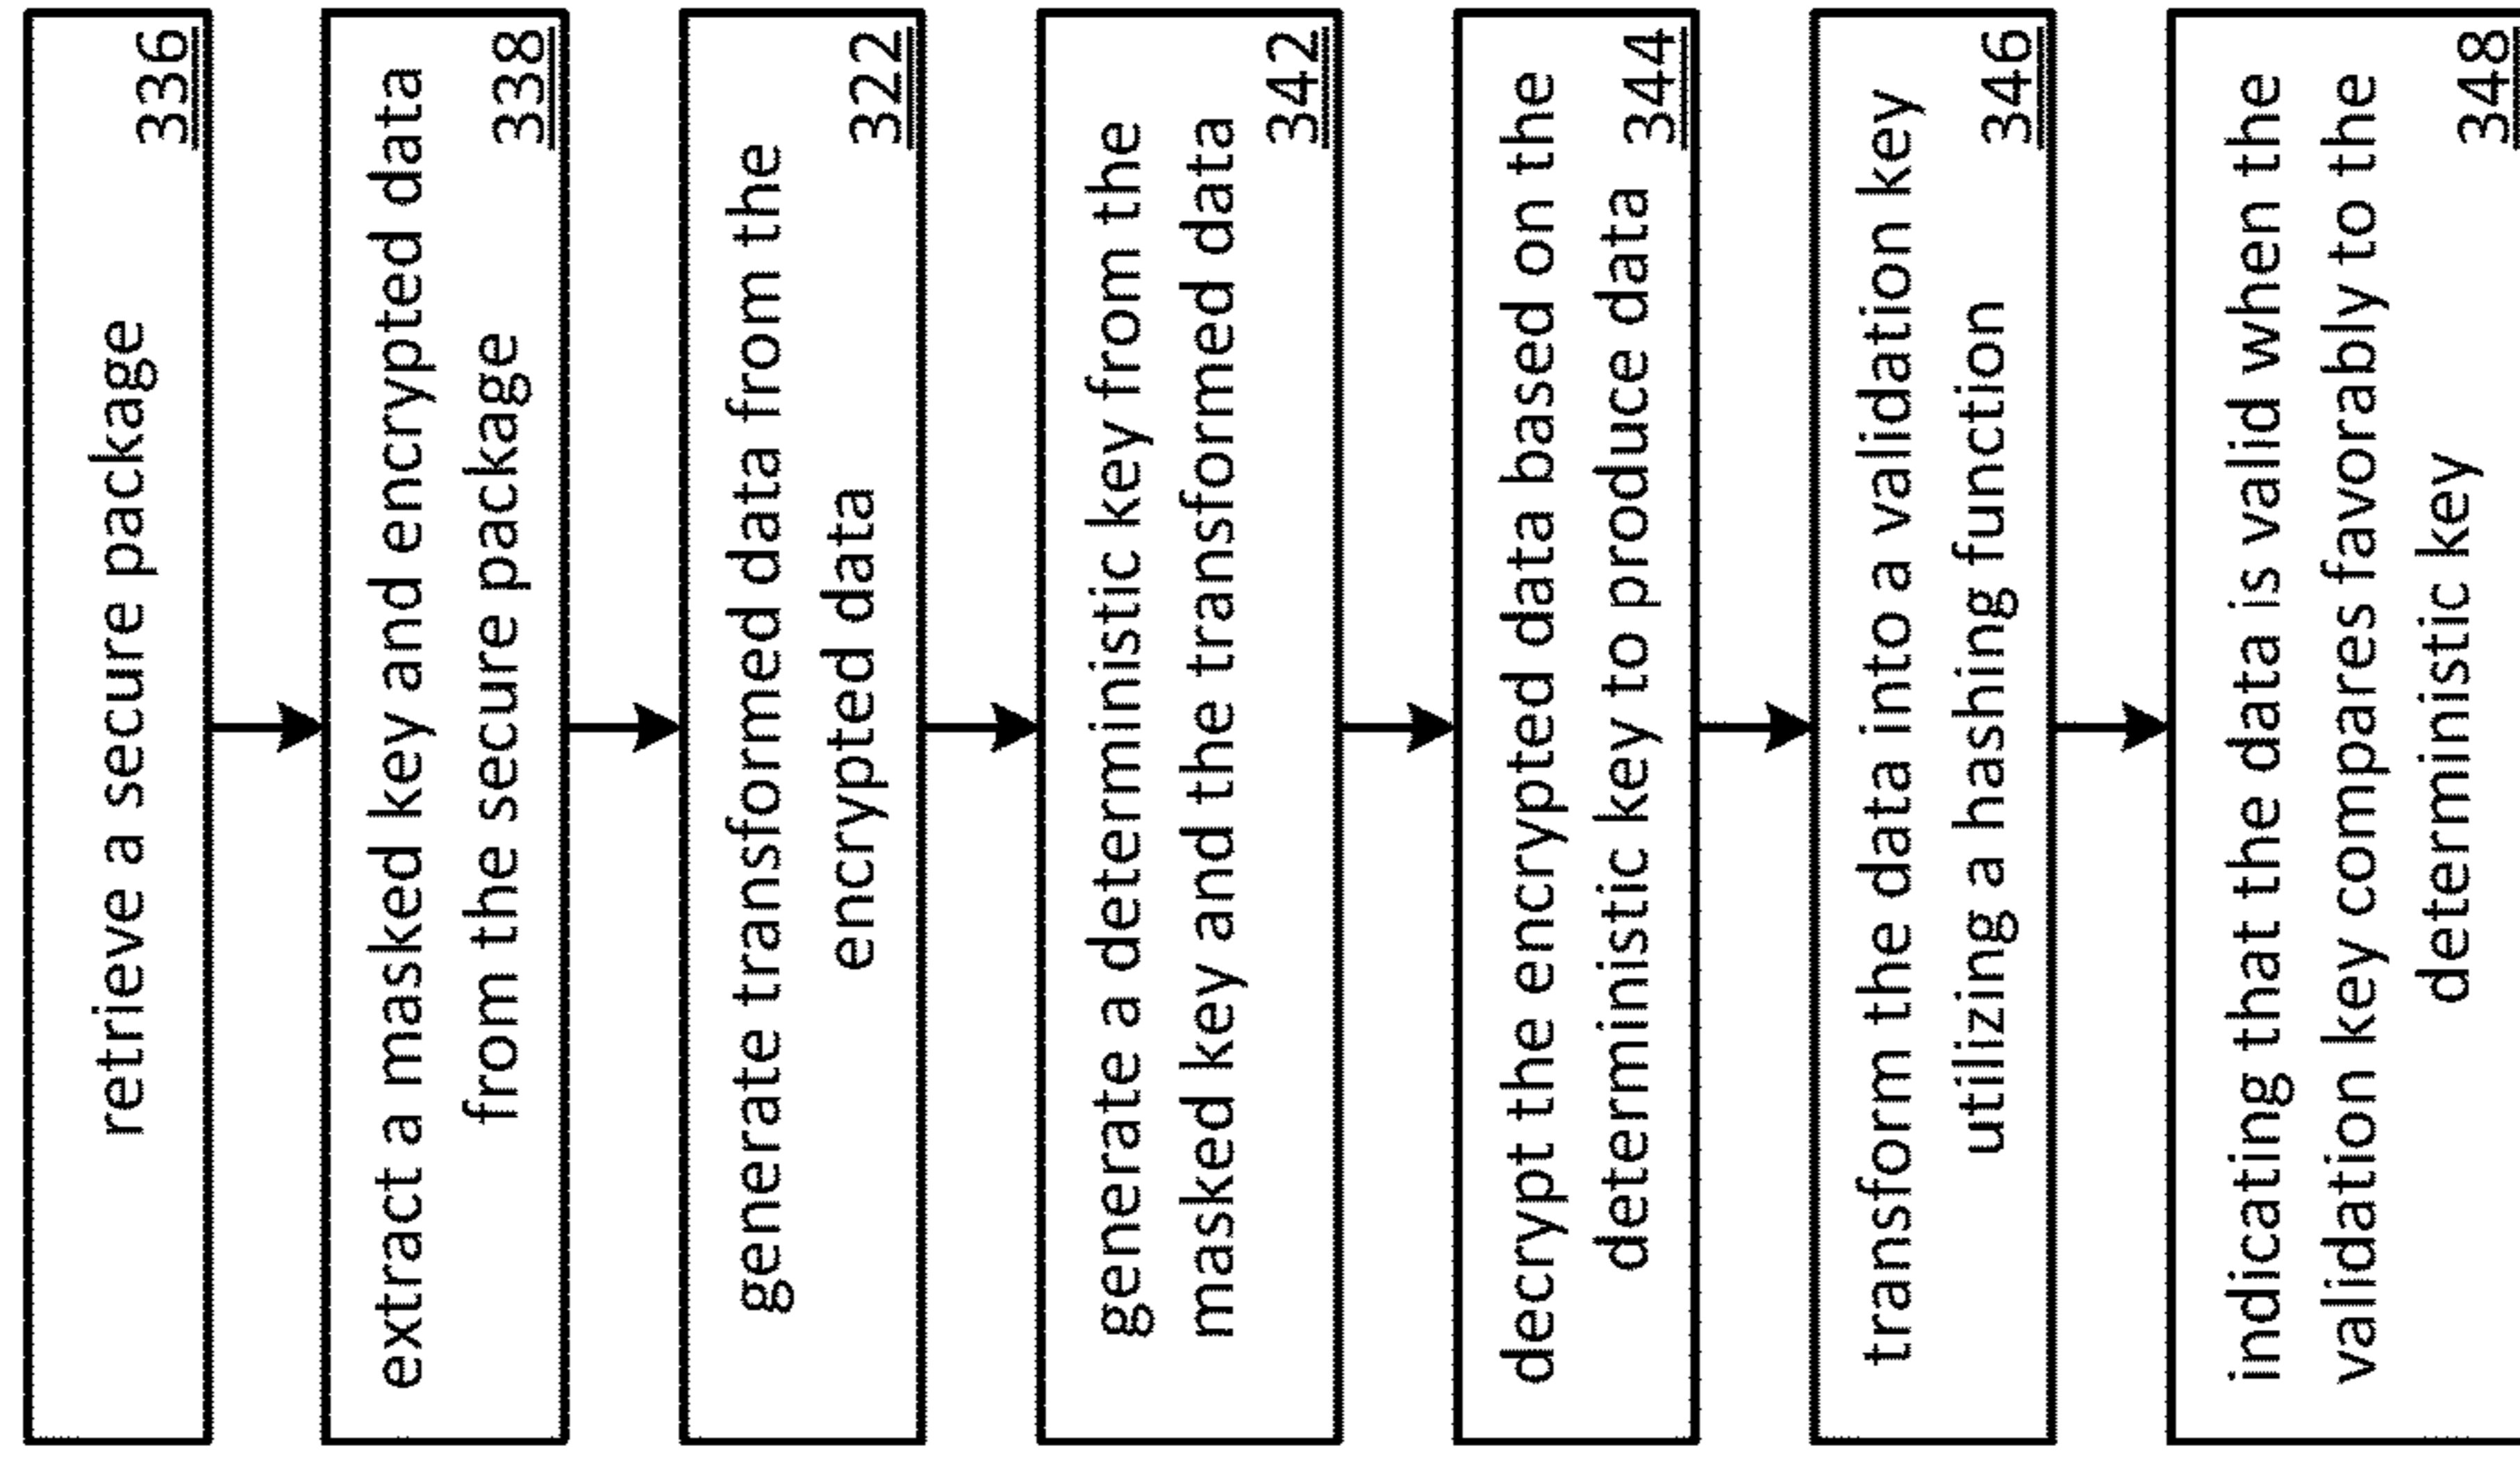 retrieve a secure package
336
extract a masked key and encrypted data
from the secure package
338
generate transformed data from the
encrypted data
322
generate a deterministic key from the
masked key and the transformed data
342
decrypt the encrypted data based on the
deterministic key to produce data 344
transform the data into a validation key
utilizing a hashing function
346
indicating that the data is valid when the
validation key compares favorably to the
deterministic key
348